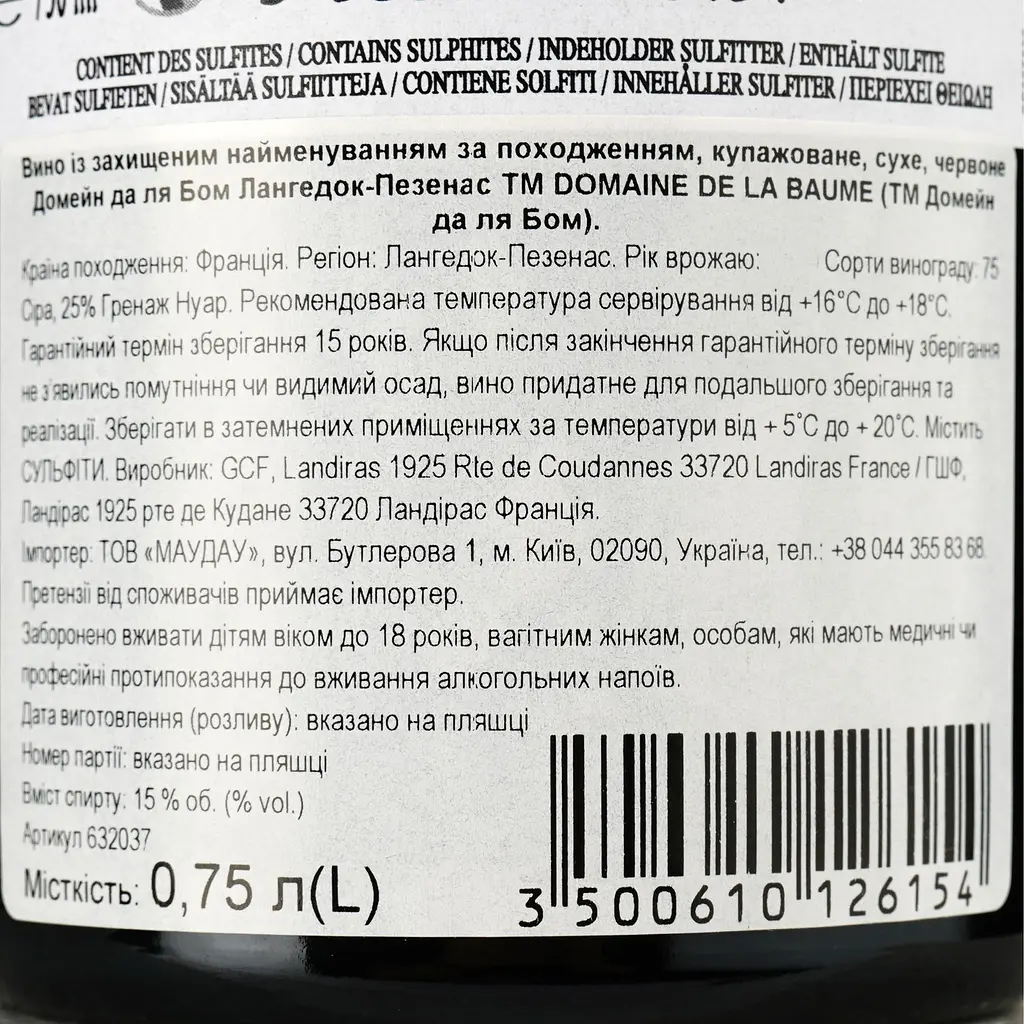 CONTIENT DES SULFITES / CONTAINS SULPHITES / INDEHOLDER SULFITTER / ENTHÄLT SULFITE
BEVAT SULFIETEN / SISÄLTÄÄ SULFIITTEJA / CONTIENE SOLFITI / INNEHÅLLER SULFITER / ΠΕΡΙΕΧΕΙ ΘΕΙΩΔΗ
Вино із захищеним найменуванням за походженням, купажоване, сухе, червоне
Домейн да ля Бом Лангедок-Пезенас ТМ DOMAINE DE LA BAUME (ТМ Домейн
да ля Бом).
Країна походження: Франція. Регіон: Лангедок-Пезенас. Рік врожаю: Сорти винограду: 75
Сіра, 25% Гренаж Нуар. Рекомендована температура сервірування від +16°C до +18°C.
Гарантійний термін зберігання 15 років. Якщо після закінчення гарантійного терміну зберігання
не з'явились помутніння чи видимий осад, вино придатне для подальшого зберігання та
реалізації. Зберігати в затемнених приміщеннях за температури від + 5°C до + 20°C. Містить
СУЛЬФІТИ. Виробник: GCF, Landiras 1925 Rte de Coudannes 33720 Landiras France / ГШФ,
Ландірас 1925 рте де Кудане 33720 Ландірас Франція.
Імпортер: ТОВ «МАУДАУ», вул. Бутлерова 1, м. Київ, 02090, Україна, тел.: +38 044 355 83 68.
Претензії від споживачів приймає імпортер.
Заборонено вживати дітям віком до 18 років, вагітним жінкам, особам, які мають медичні чи
професійні протипоказання до вживання алкогольних напоїв.
Дата виготовлення (розливу): вказано на пляшці
Номер партії: вказано на пляшці
Вміст спирту: 15 % об. (% vol.)
Артикул 632037
Місткість: 0,75 л(L)
3 500610 126154